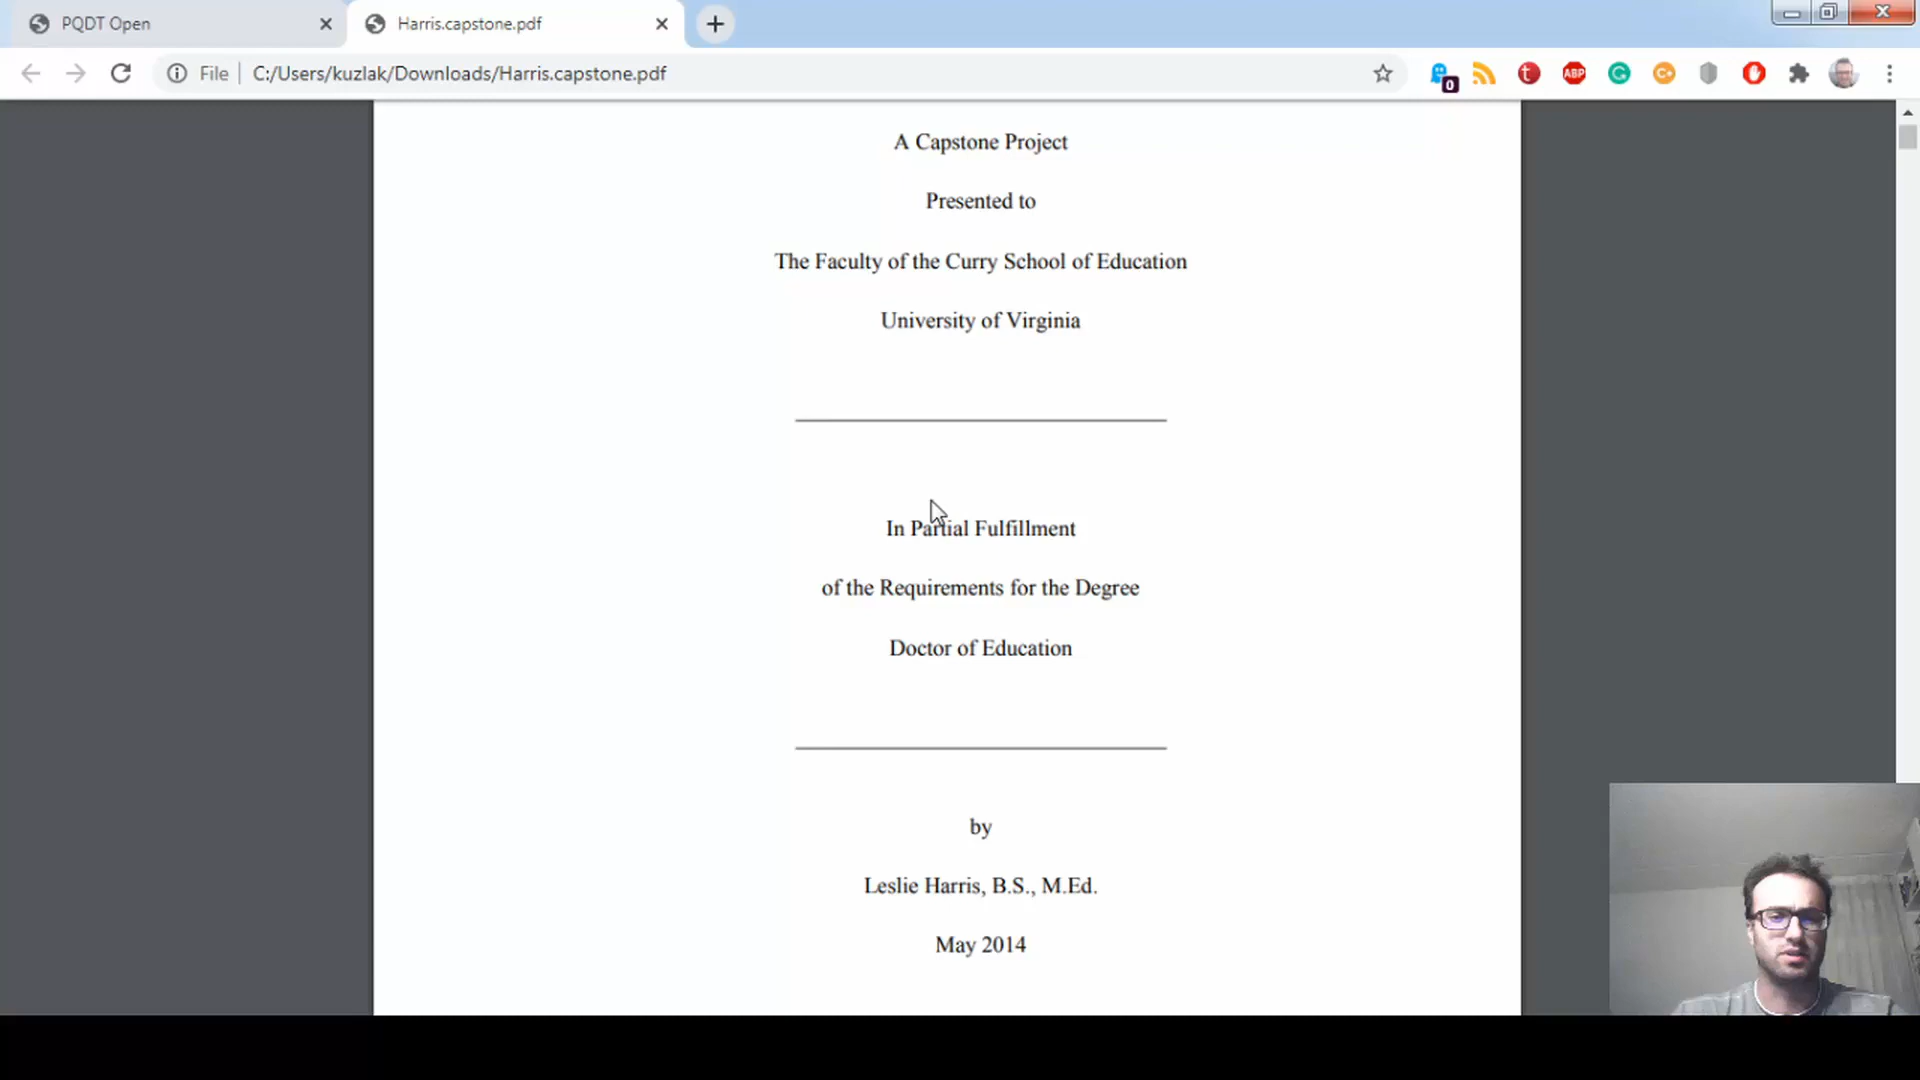 PQDT Open
Harris.capstone.pdf
File
C:/Users/kuzlak/Downloads/Harris.capstone.pdf
0
t
ABP
A Capstone Project
Presented to
The Faculty of the Curry School of Education
University of Virginia
In Partial Fulfillment
of the Requirements for the Degree
Doctor of Education
by
Leslie Harris, B.S., M.Ed.
May 2014